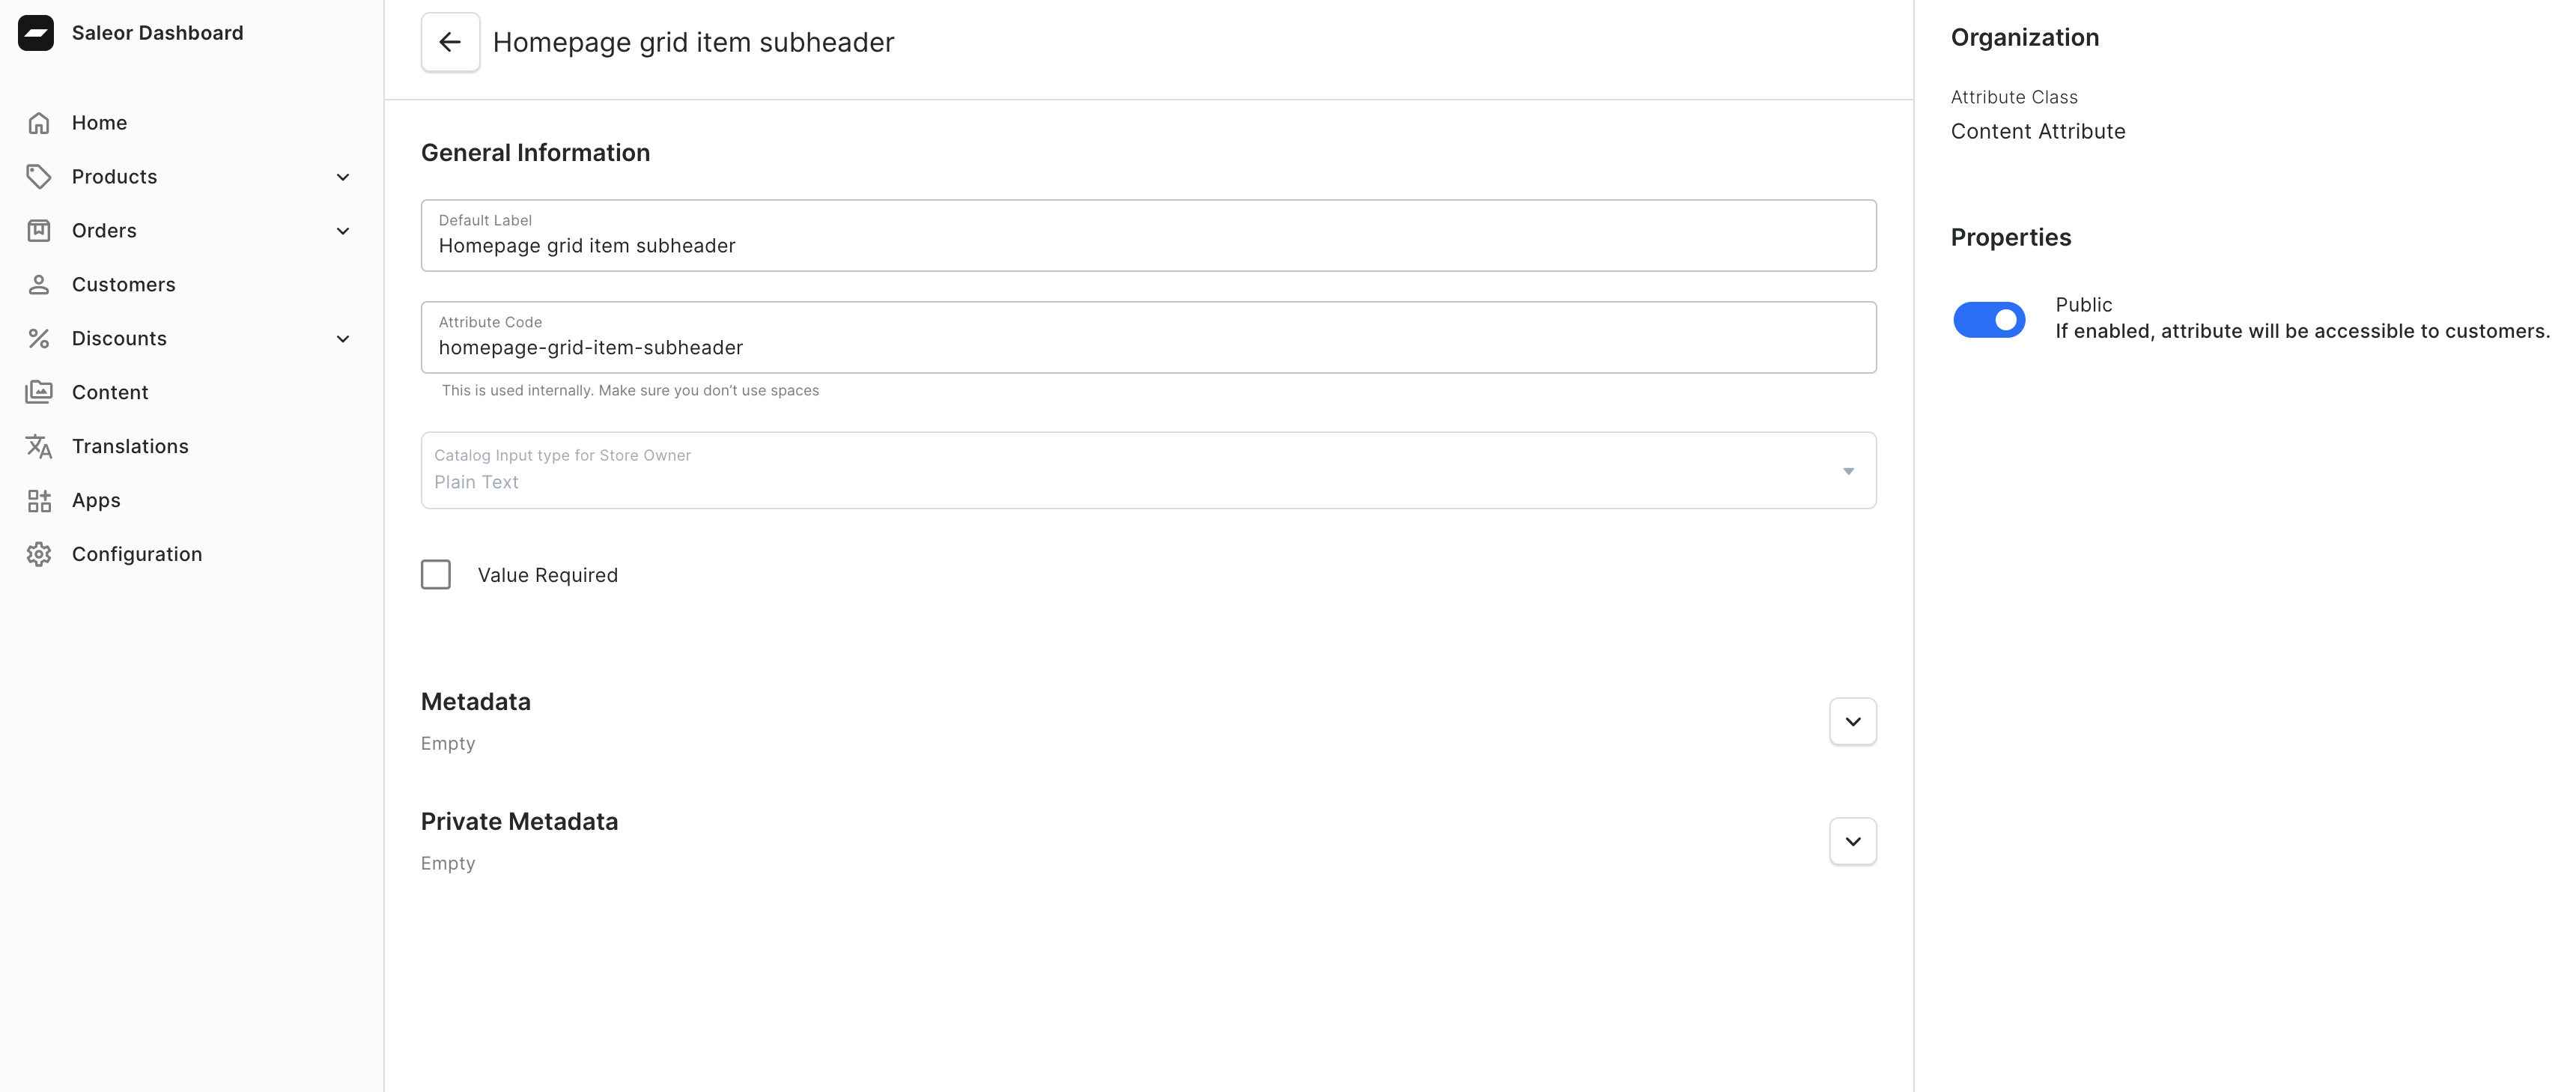 Saleor Dashboard
Home
Products
Orders
Customers
Discounts
Content
Translations
Apps
Configuration
Homepage grid item subheader
General Information
Default Label
Homepage grid item subheader
Attribute Code
homepage-grid-item-subheader
This is used internally. Make sure you don’t use spaces
Catalog Input type for Store Owner
Plain Text
Value Required
Metadata
Empty
Private Metadata
Empty
Organization
Attribute Class
Content Attribute
Properties
Public
If enabled, attribute will be accessible to customers.